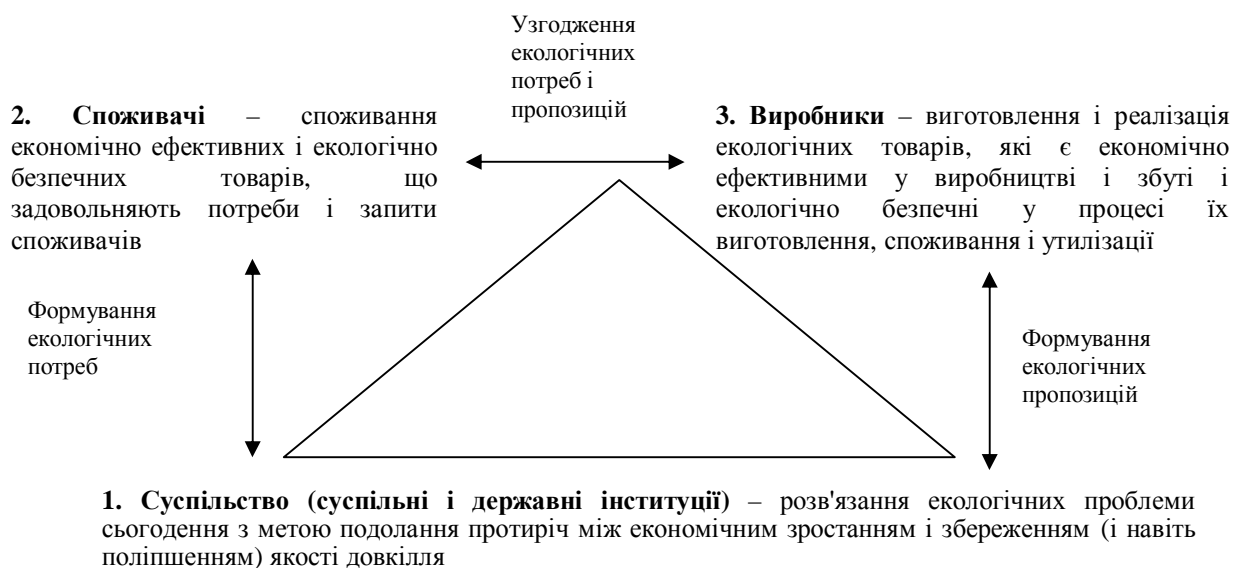 Узгодження
екологічних
потреб і
пропозицій
2. Споживачі – споживання
економічно ефективних і екологічно
безпечних товарів, що
задовольняють потреби і запити
споживачів
3. Виробники – виготовлення і реалізація
екологічних товарів, які є економічно
ефективними у виробництві і збуті і
екологічно безпечні у процесі їх
виготовлення, споживання і утилізації
Формування
екологічних
потреб
Формування
екологічних
пропозицій
1. Суспільство (суспільні і державні інституції) – розв'язання екологічних проблеми
сьогодення з метою подолання протиріч між економічним зростанням і збереженням (і навіть
поліпшенням) якості довкілля